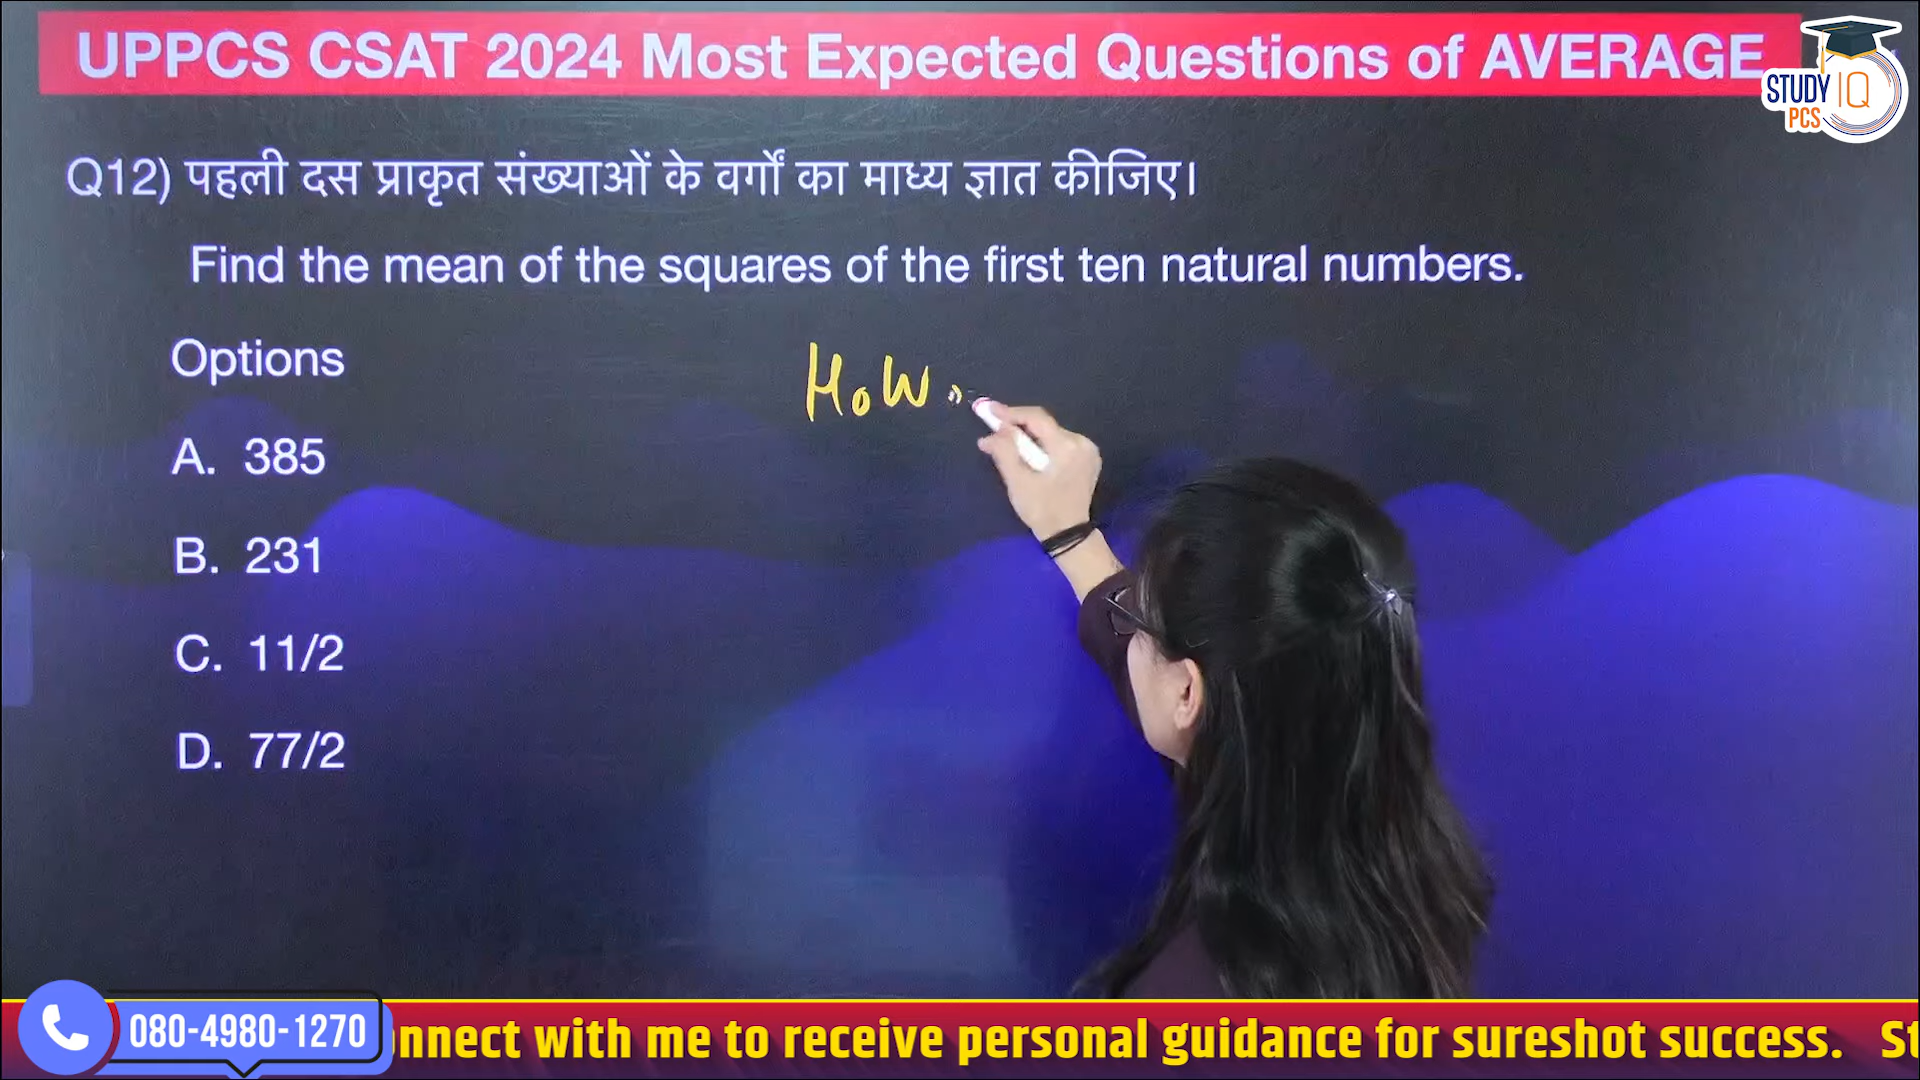 UPPCS CSAT 2024 Most Expected Questions of AVERAGE
STUDY IQ
PCS
Q12) पहली दस प्राकृत संख्याओं के वर्गों का माध्य ज्ञात कीजिए।
Find the mean of the squares of the first ten natural numbers.
Options
HoW
A. 385
B. 231
C. 11/2
D. 77/2
080-4980-1270
onnect with me to receive personal guidance for sureshot success. St